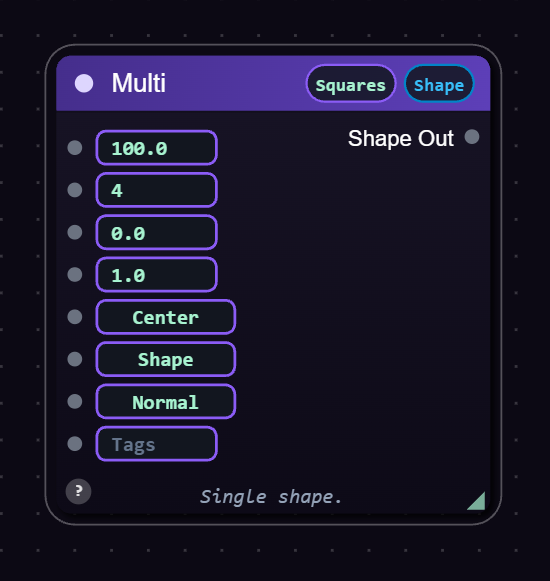 Multi Squares Shape
Shape Out
100.0
4
0.0
1.0
Center
Shape
Normal
Tags
? Single shape.